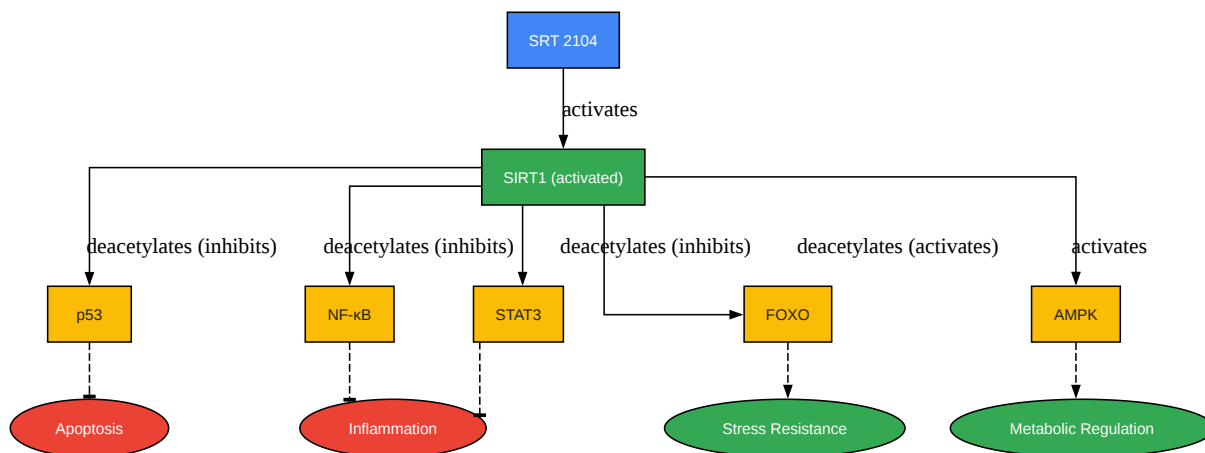 SRT 2104
activates
SIRT1 (activated)
deacetylates (inhibits)
deacetylates (inhibits)
deacetylates (inhibits)
deacetylates (activates)
activates
p53
NF-κB
STAT3
FOXO
AMPK
Apoptosis
Inflammation
Stress Resistance
Metabolic Regulation